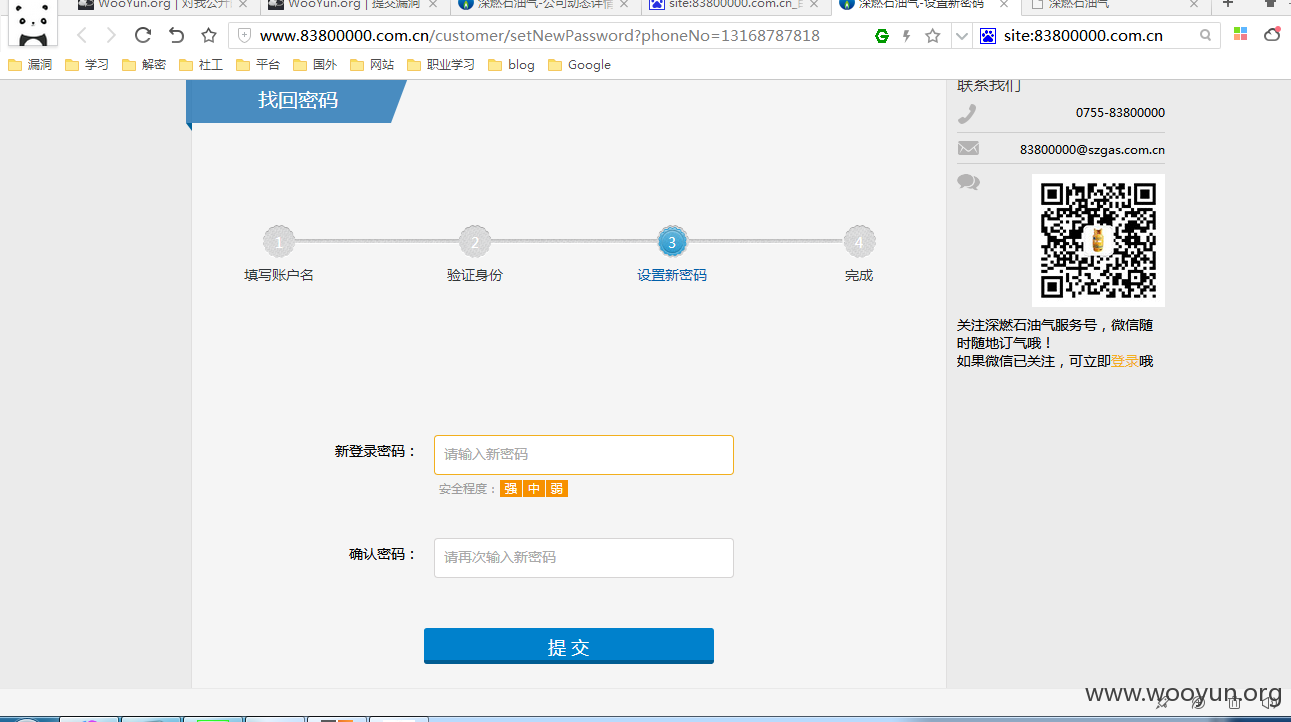 WooYun.org | 对我公开
WooYun.org | 提交漏洞
深燃石油气-公司动态详情
site:83800000.com.cn_
深燃石油气-设置新密码
深燃石油气
www.83800000.com.cn/customer/setNewPassword?phoneNo=13168787818
site:83800000.com.cn
漏洞
学习
解密
社工
平台
国外
网站
职业学习
blog
Google
找回密码
1
2
3
4
填写账户名
验证身份
设置新密码
完成
新登录密码：
请输入新密码
安全程度：强 中 弱
确认密码：
请再次输入新密码
提 交
联系我们
0755-83800000
83800000@szgas.com.cn
关注深燃石油气服务号，微信随
时随地订气哦！
如果微信已关注，可立即登录哦
www.wooyun.org